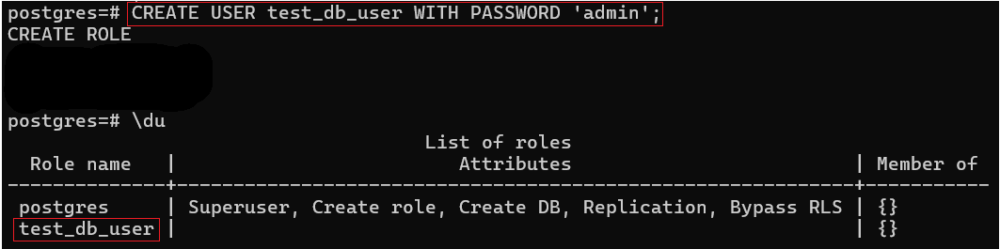 postgres=# CREATE USER test_db_user WITH PASSWORD 'admin';
CREATE ROLE
postgres=# \du
List of roles
Role name | Attributes | Member of
---------------+------------------------------------------------------------+-----------
postgres | Superuser, Create role, Create DB, Replication, Bypass RLS | {}
test_db_user | | {}